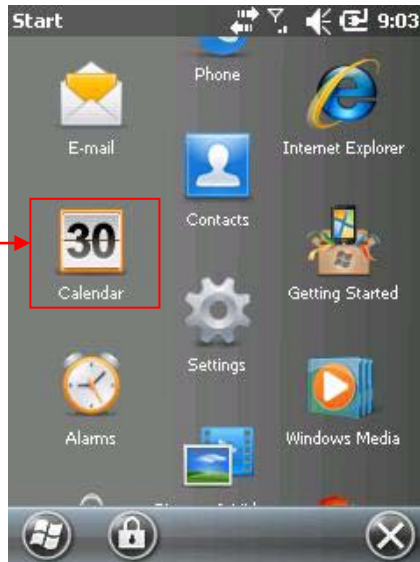 Start 9:03
Phone
E-mail
Internet Explorer
Contacts
30
Calendar
Getting Started
Settings
Alarms
Windows Media